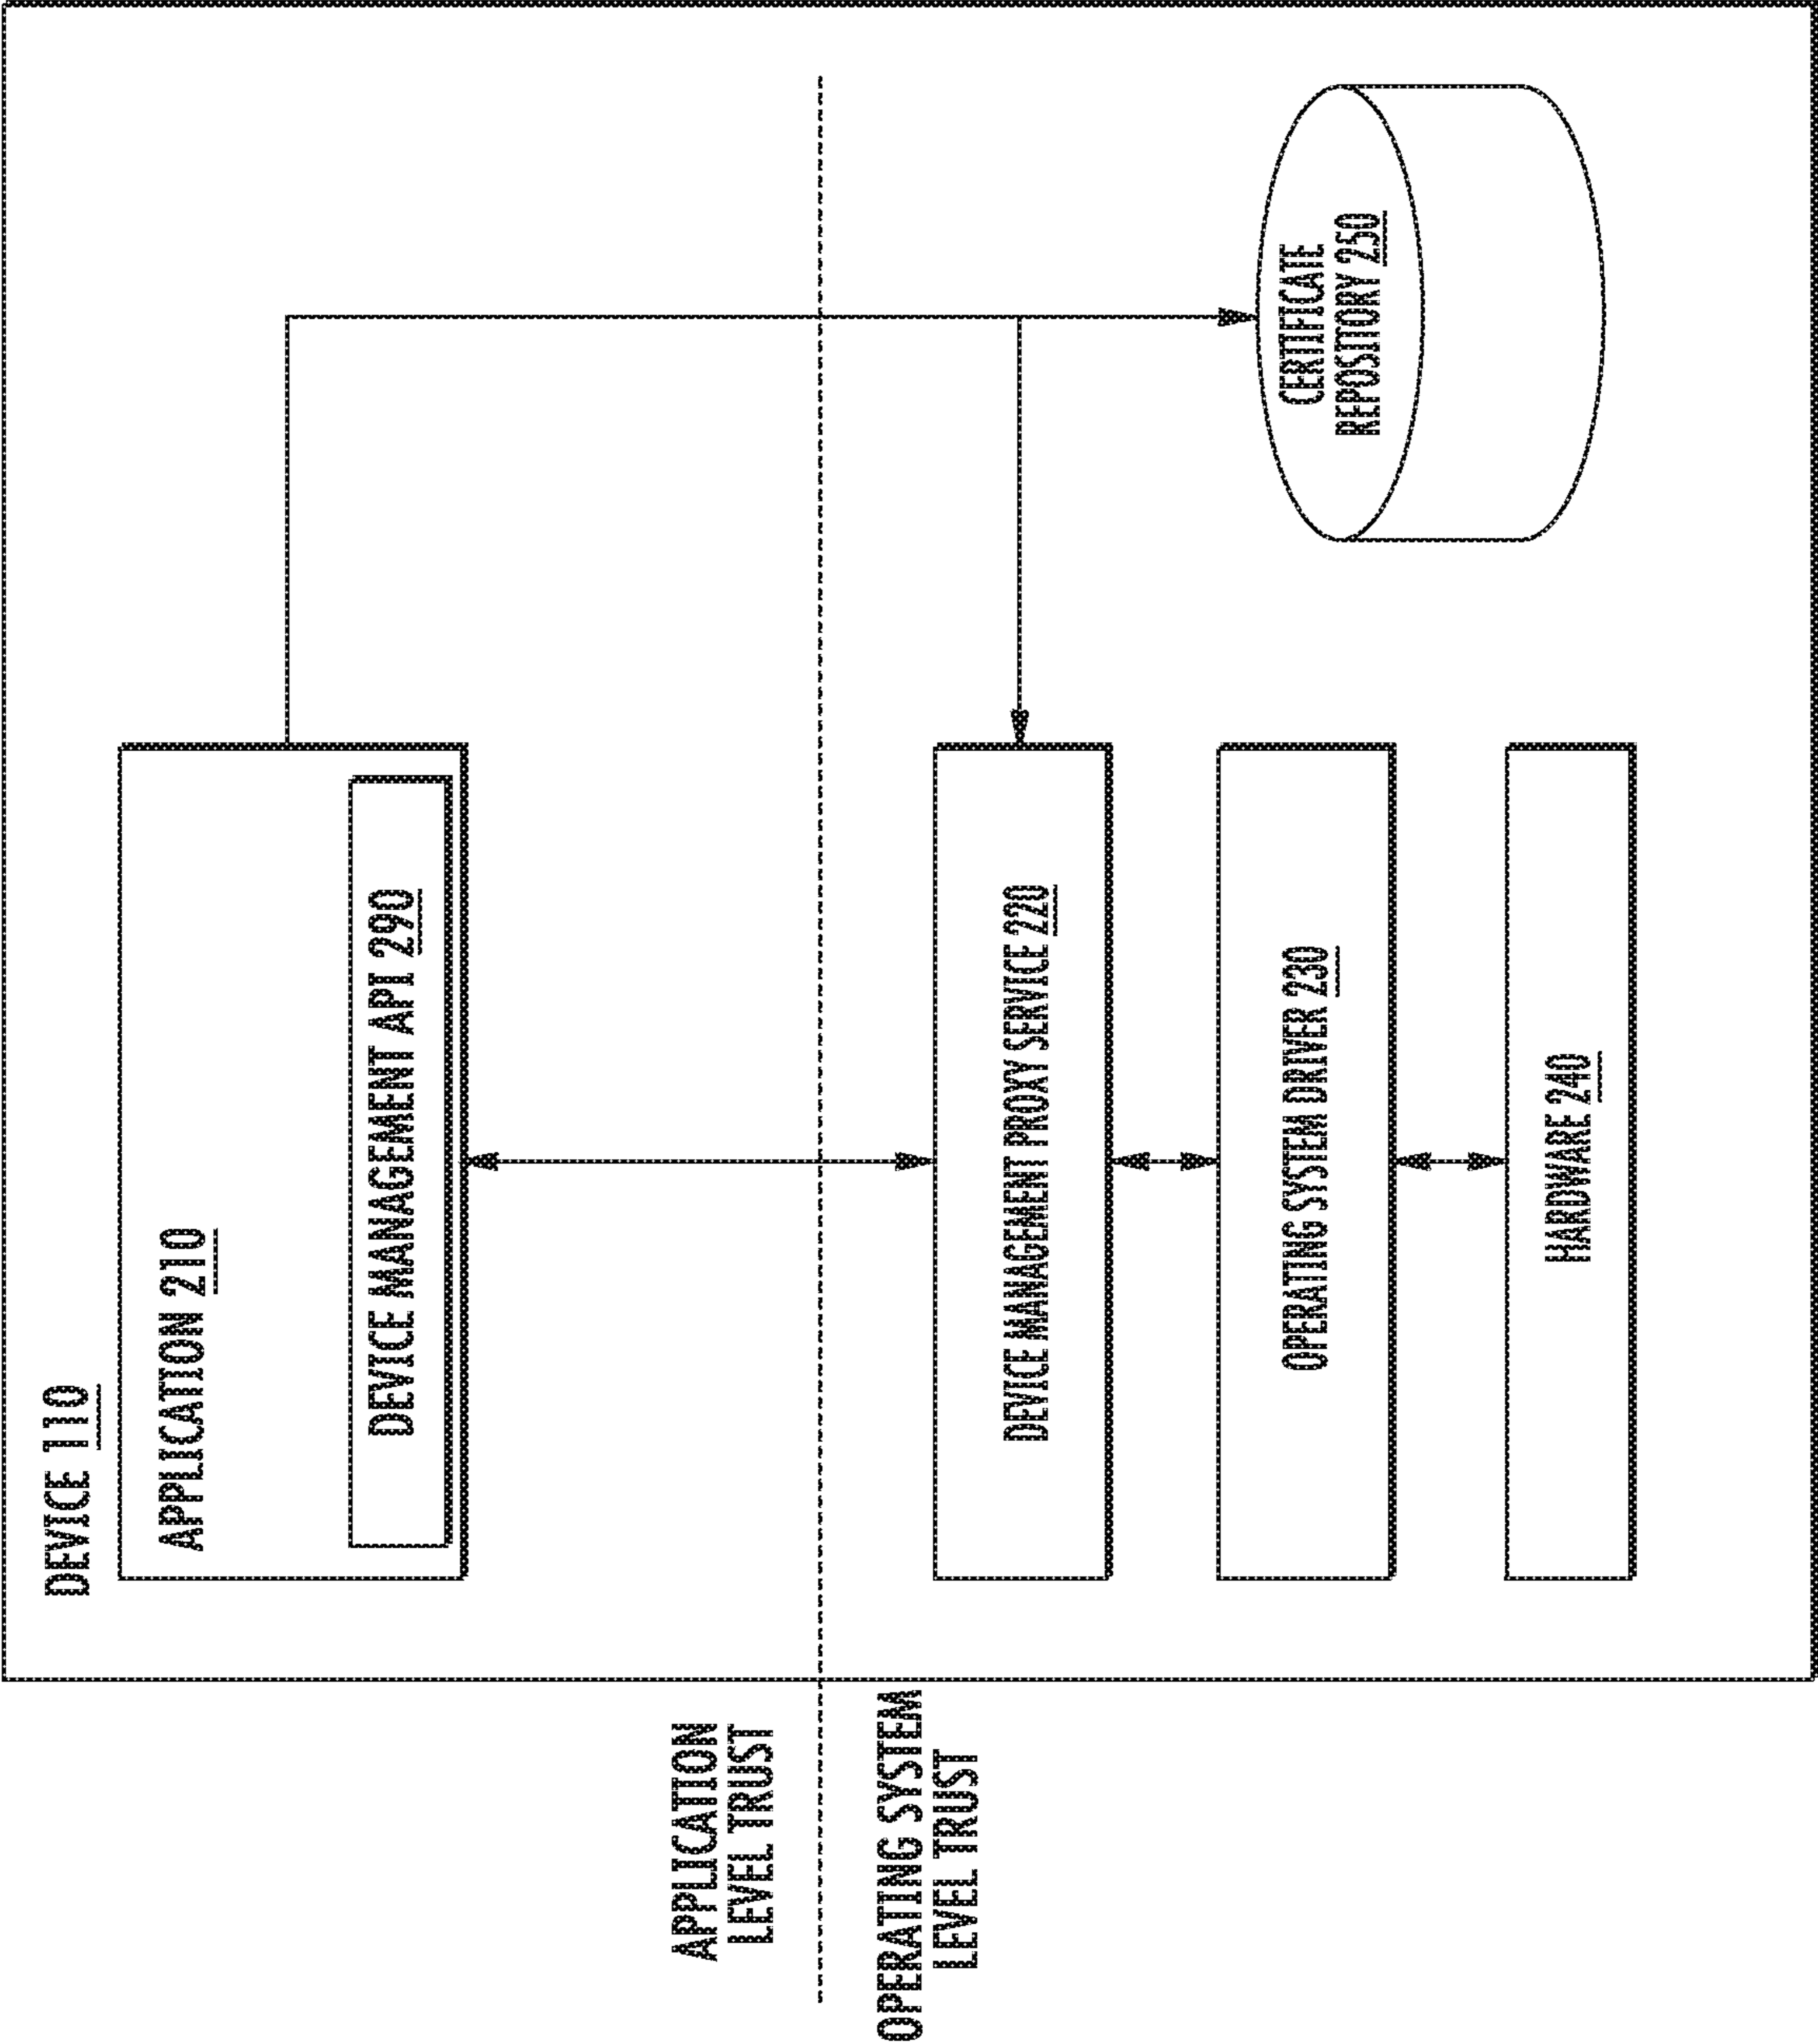 DEVICE 110
APPLICATION 210
DEVICE MANAGEMENT API 290
APPLICATION
LEVEL TRUST
OPERATING SYSTEM
LEVEL TRUST
DEVICE MANAGEMENT PROXY SERVICE 220
OPERATING SYSTEM DRIVER 230
HARDWARE 240
CERTIFICATE
REPOSITORY 250